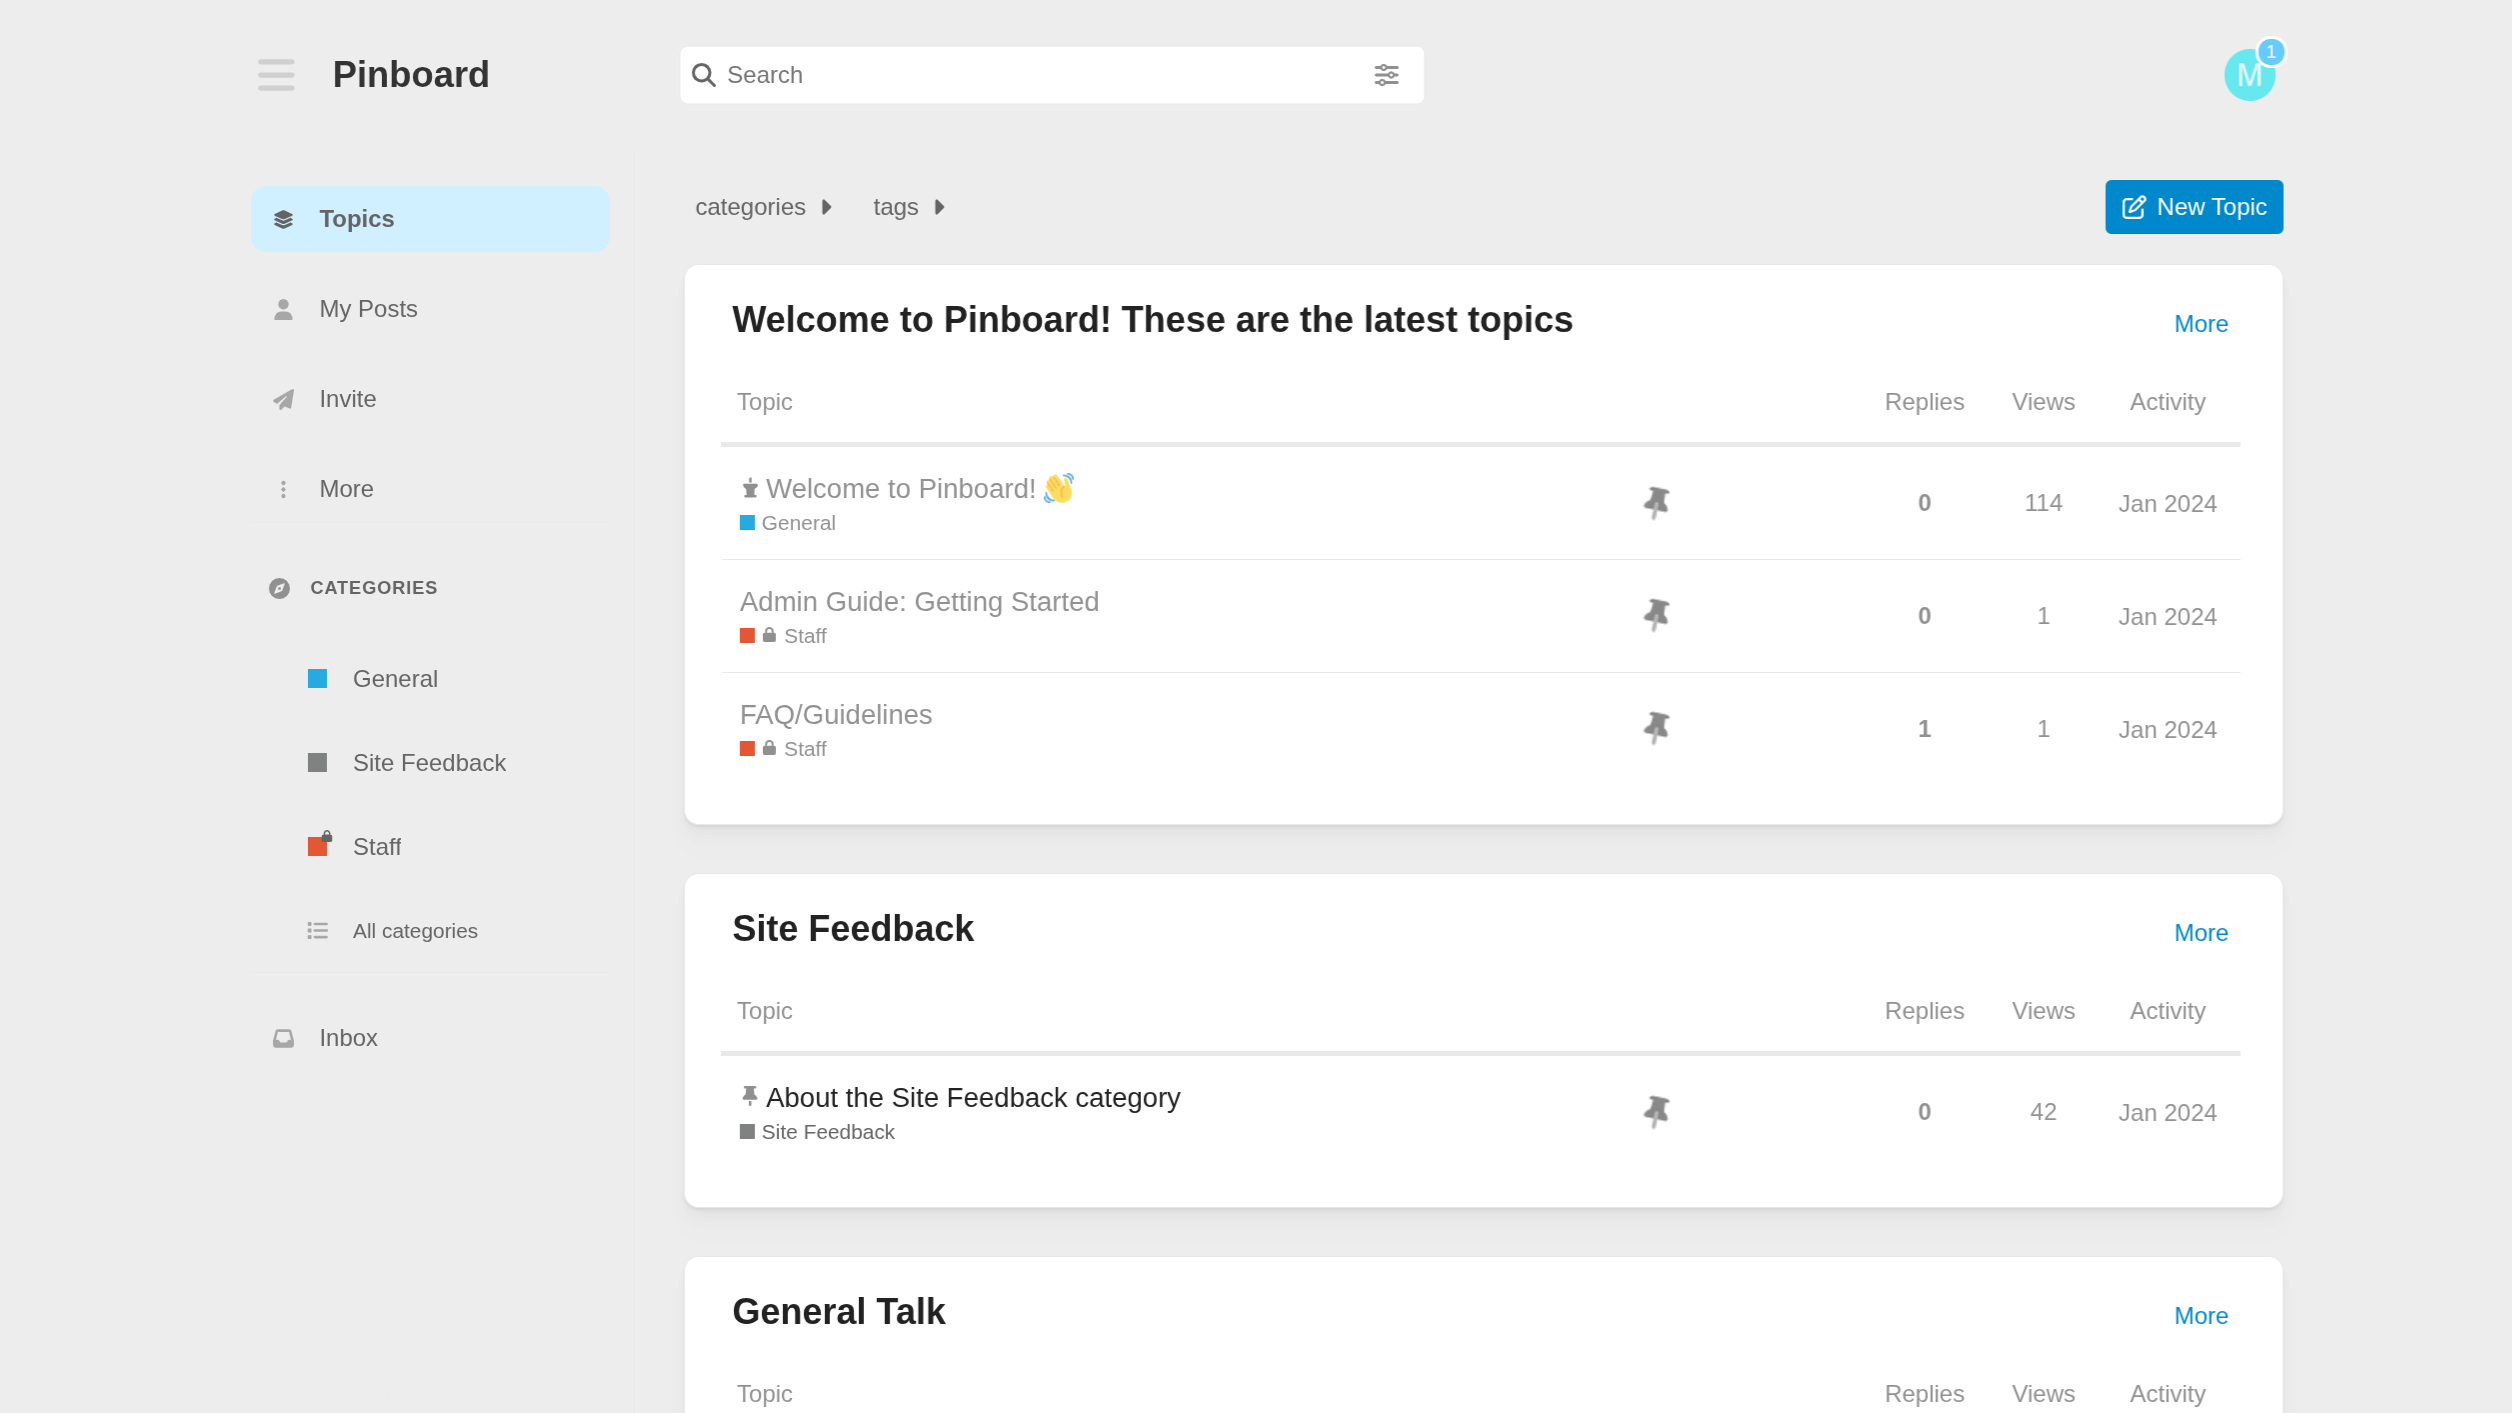 Pinboard
Search
M
1
Topics
My Posts
Invite
More
CATEGORIES
General
Site Feedback
Staff
All categories
Inbox
categories
tags
New Topic
Welcome to Pinboard! These are the latest topics
More
Topic Replies Views Activity
Welcome to Pinboard! 👋 0 114 Jan 2024
General
Admin Guide: Getting Started 0 1 Jan 2024
Staff
FAQ/Guidelines 1 1 Jan 2024
Staff
Site Feedback
More
Topic Replies Views Activity
About the Site Feedback category 0 42 Jan 2024
Site Feedback
General Talk
More
Topic Replies Views Activity